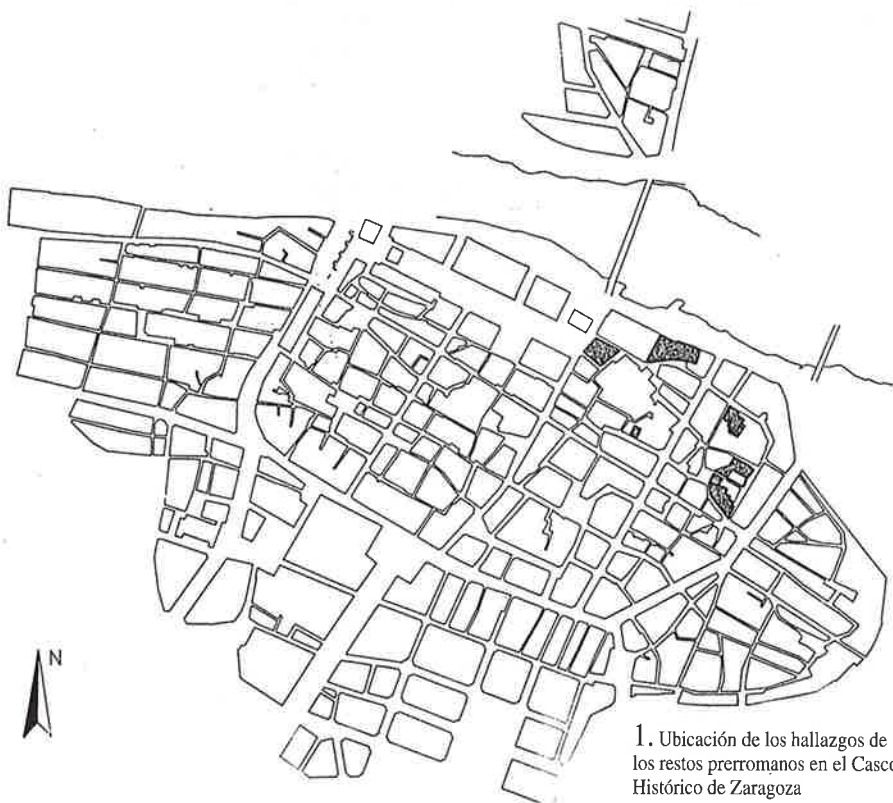 N
1. Ubicación de los hallazgos de
los restos prerromanos en el Casco
Histórico de Zaragoza